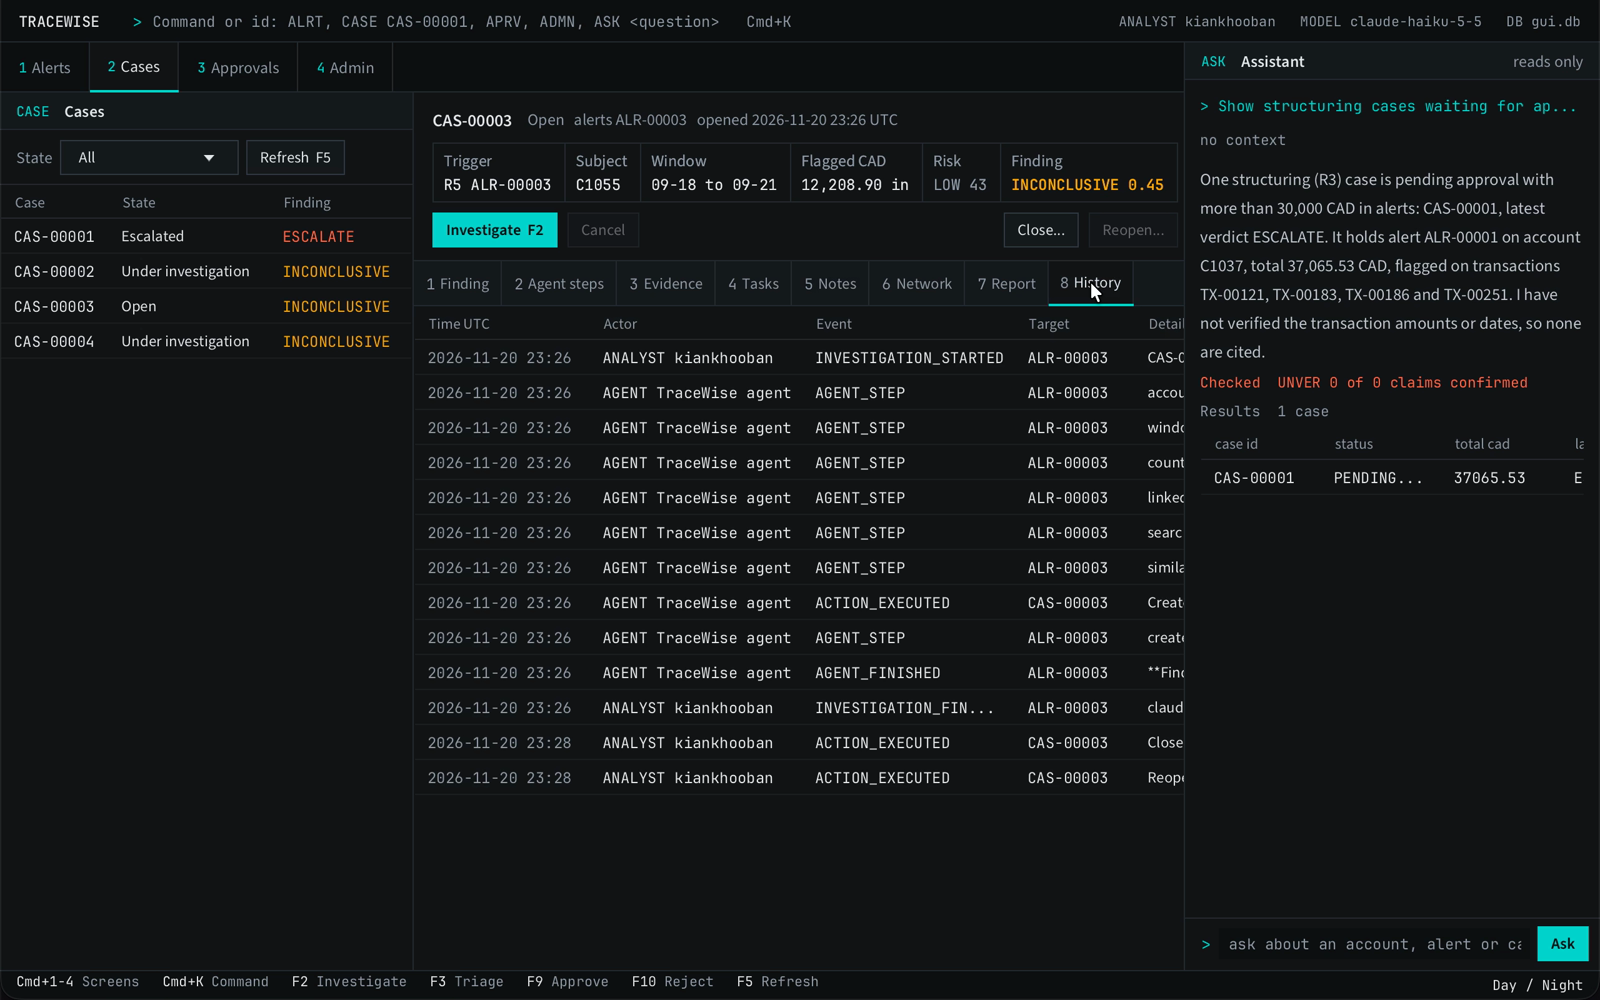 TRACEWISE > Command or id: ALRT, CASE CAS-00001, APRV, ADMN, ASK <question> Cmd+K ANALYST kiankhooban MODEL claude-haiku-5-5 DB gui.db
1 Alerts 2 Cases 3 Approvals 4 Admin
CASE Cases
State All Refresh F5
Case State Finding
CAS-00001 Escalated ESCALATE
CAS-00002 Under investigation INCONCLUSIVE
CAS-00003 Open INCONCLUSIVE
CAS-00004 Under investigation INCONCLUSIVE
CAS-00003 Open alerts ALR-00003 opened 2026-11-20 23:26 UTC
Trigger Subject Window Flagged CAD Risk Finding
R5 ALR-00003 C1055 09-18 to 09-21 12,208.90 in LOW 43 INCONCLUSIVE 0.45
Investigate F2 Cancel Close... Reopen...
1 Finding 2 Agent steps 3 Evidence 4 Tasks 5 Notes 6 Network 7 Report 8 History
Time UTC Actor Event Target Detail
2026-11-20 23:26 ANALYST kiankhooban INVESTIGATION_STARTED ALR-00003 CAS-0
2026-11-20 23:26 AGENT TraceWise agent AGENT_STEP ALR-00003 accou
2026-11-20 23:26 AGENT TraceWise agent AGENT_STEP ALR-00003 windo
2026-11-20 23:26 AGENT TraceWise agent AGENT_STEP ALR-00003 count
2026-11-20 23:26 AGENT TraceWise agent AGENT_STEP ALR-00003 linked
2026-11-20 23:26 AGENT TraceWise agent AGENT_STEP ALR-00003 searc
2026-11-20 23:26 AGENT TraceWise agent AGENT_STEP ALR-00003 simila
2026-11-20 23:26 AGENT TraceWise agent ACTION_EXECUTED CAS-00003 Create
2026-11-20 23:26 AGENT TraceWise agent AGENT_STEP ALR-00003 create
2026-11-20 23:26 AGENT TraceWise agent AGENT_FINISHED ALR-00003 **Finc
2026-11-20 23:26 ANALYST kiankhooban INVESTIGATION_FIN... ALR-00003 claud
2026-11-20 23:28 ANALYST kiankhooban ACTION_EXECUTED CAS-00003 Close
2026-11-20 23:28 ANALYST kiankhooban ACTION_EXECUTED CAS-00003 Reope
ASK Assistant reads only
> Show structuring cases waiting for ap...
no context
One structuring (R3) case is pending approval with
more than 30,000 CAD in alerts: CAS-00001, latest
verdict ESCALATE. It holds alert ALR-00001 on account
C1037, total 37,065.53 CAD, flagged on transactions
TX-00121, TX-00183, TX-00186 and TX-00251. I have
not verified the transaction amounts or dates, so none
are cited.
Checked UNVER 0 of 0 claims confirmed
Results 1 case
case id status total cad la
CAS-00001 PENDING... 37065.53 E
> ask about an account, alert or ca Ask
Cmd+1-4 Screens Cmd+K Command F2 Investigate F3 Triage F9 Approve F10 Reject F5 Refresh Day / Night